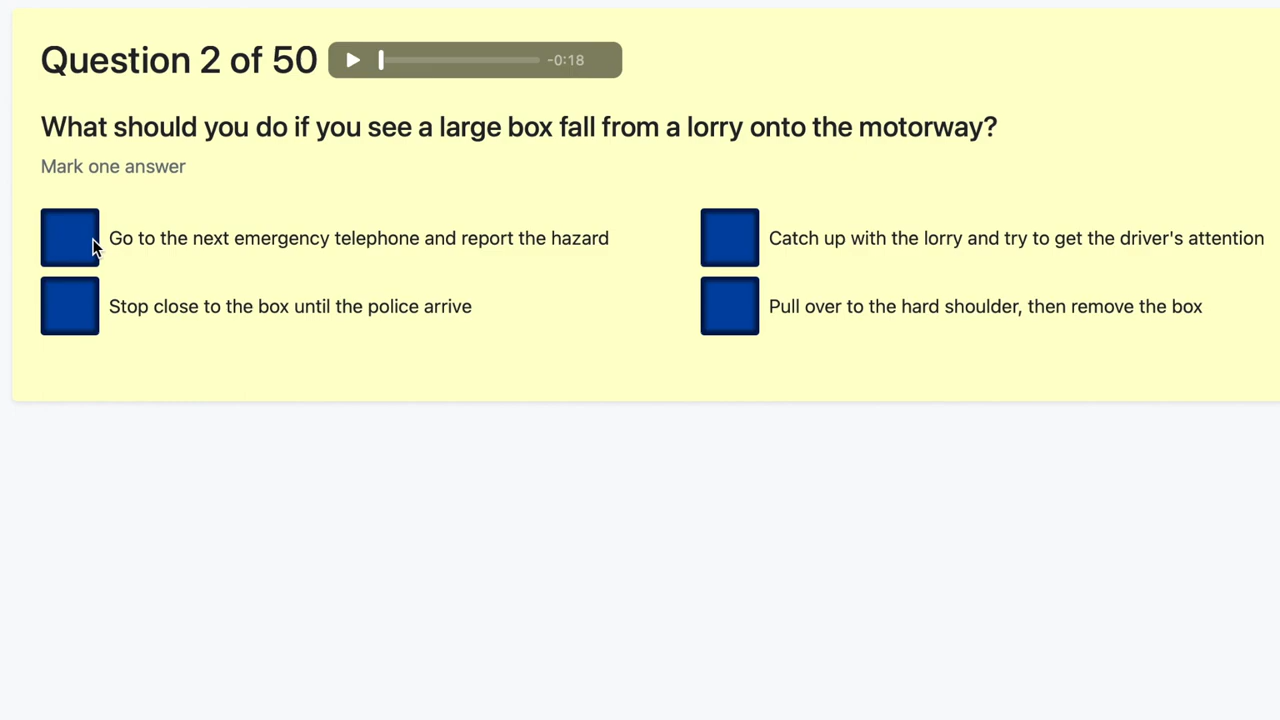 Question 2 of 50
-0:18
What should you do if you see a large box fall from a lorry onto the motorway?
Mark one answer
Go to the next emergency telephone and report the hazard
Catch up with the lorry and try to get the driver's attention
Stop close to the box until the police arrive
Pull over to the hard shoulder, then remove the box